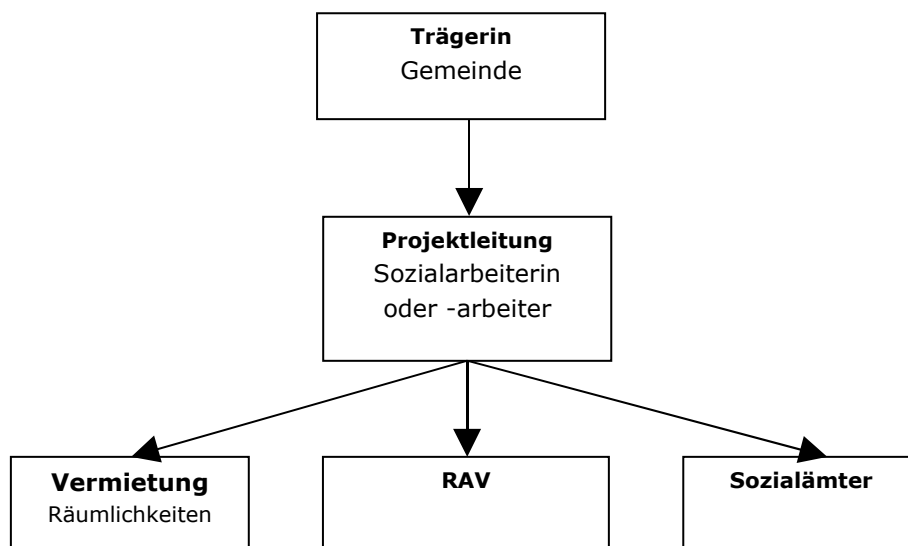 Trägerin
Gemeinde
Projektleitung
Sozialarbeiterin
oder -arbeiter
Vermietung
Räumlichkeiten
RAV
Sozialämter